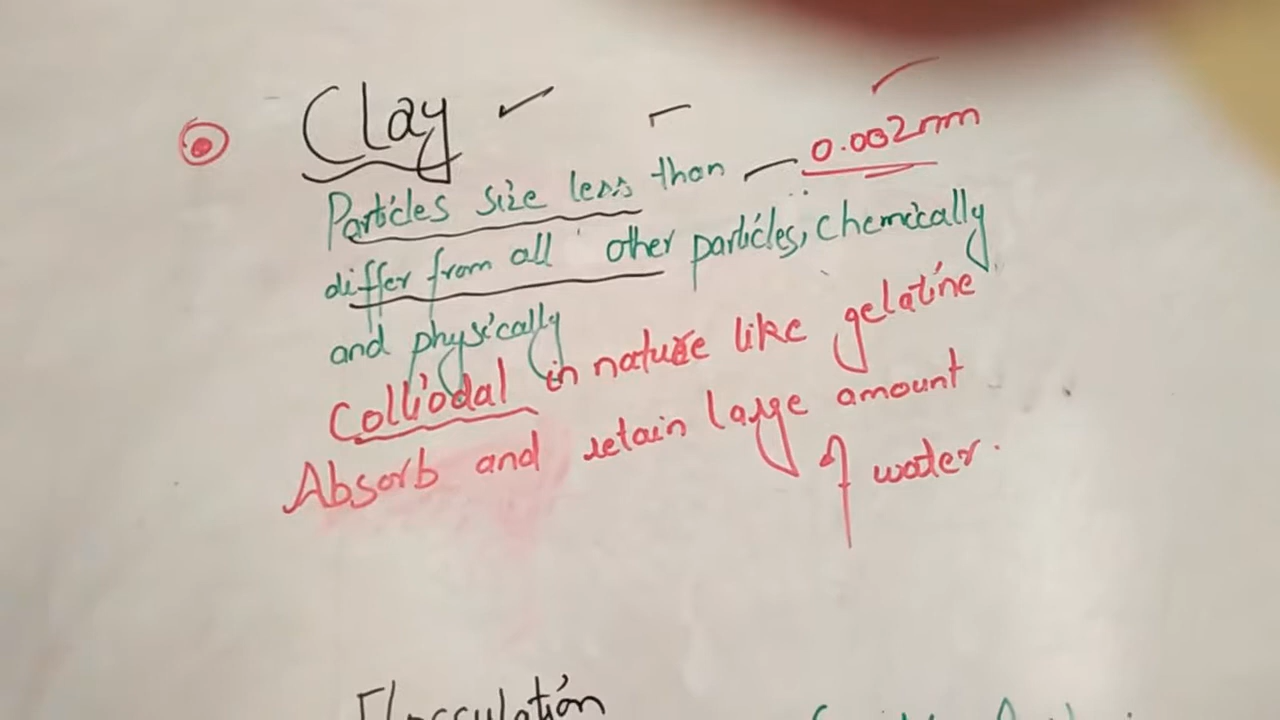 Clay
Particles size less than — 0.002mm
differ from all other particles, chemically
and physically
Colliodal in nature like gelatine
Absorb and retain large amount
of water.
Flocculation